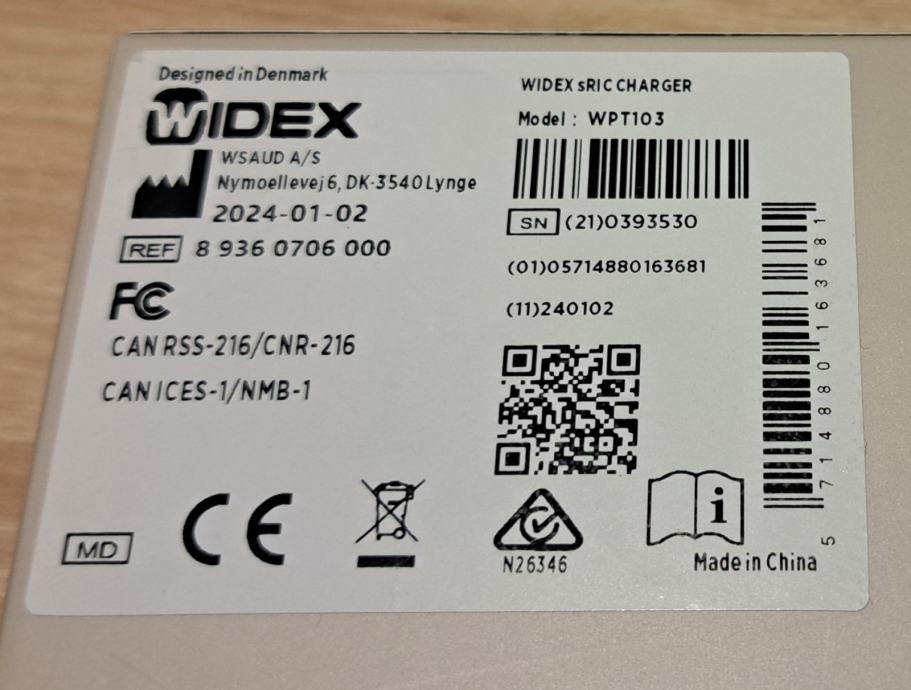 Designed in Denmark
WIDEX
WSAUD A/S
Nymoellevej 6, DK-3540 Lynge
2024-01-02
REF 8 936 0706 000
FC
CAN RSS-216/CNR-216
CAN ICES-1/NMB-1
MD
CE
WIDEX sRIC CHARGER
Model : WPT103
SN (21)0393530
(01)05714880163681
(11)240102
N26346
i
Made in China
5 714880 163681